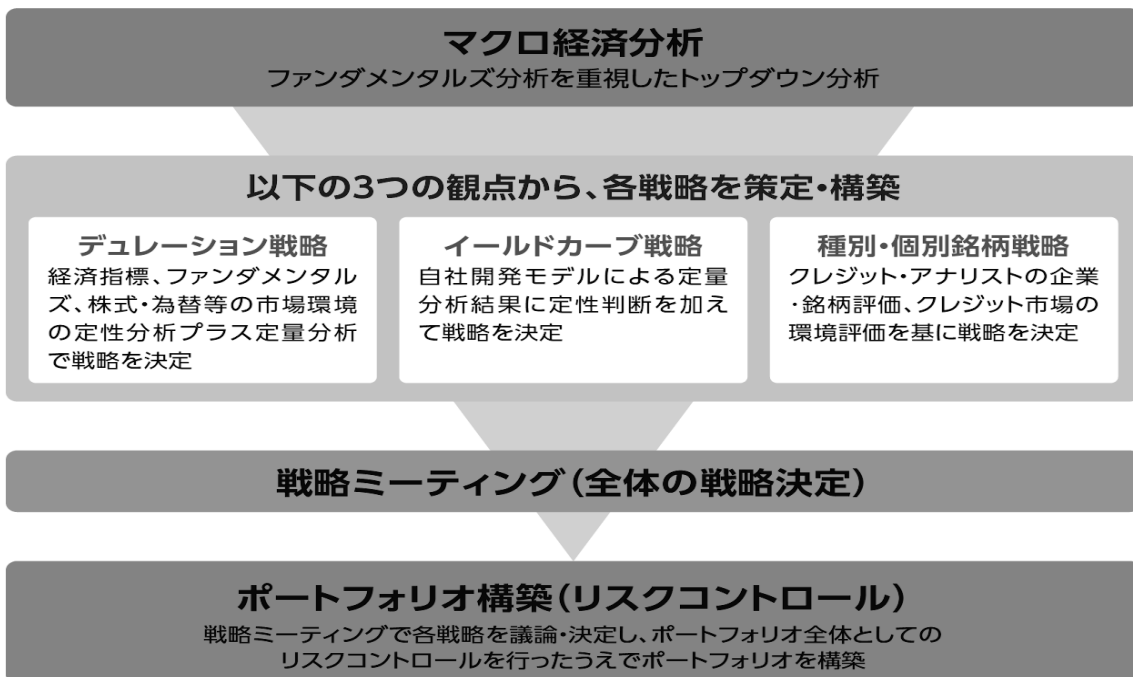 マクロ経済分析
ファンダメンタルズ分析を重視したトップダウン分析
以下の3つの観点から、各戦略を策定・構築
デュレーション戦略
経済指標、ファンダメンタル
ズ、株式・為替等の市場環境
の定性分析プラス定量分析
で戦略を決定
イールドカーブ戦略
自社開発モデルによる定量
分析結果に定性判断を加え
て戦略を決定
種別・個別銘柄戦略
クレジット・アナリストの企業
・銘柄評価、クレジット市場の
環境評価を基に戦略を決定
戦略ミーティング（全体の戦略決定）
ポートフォリオ構築（リスクコントロール）
戦略ミーティングで各戦略を議論・決定し、ポートフォリオ全体としての
リスクコントロールを行ったうえでポートフォリオを構築